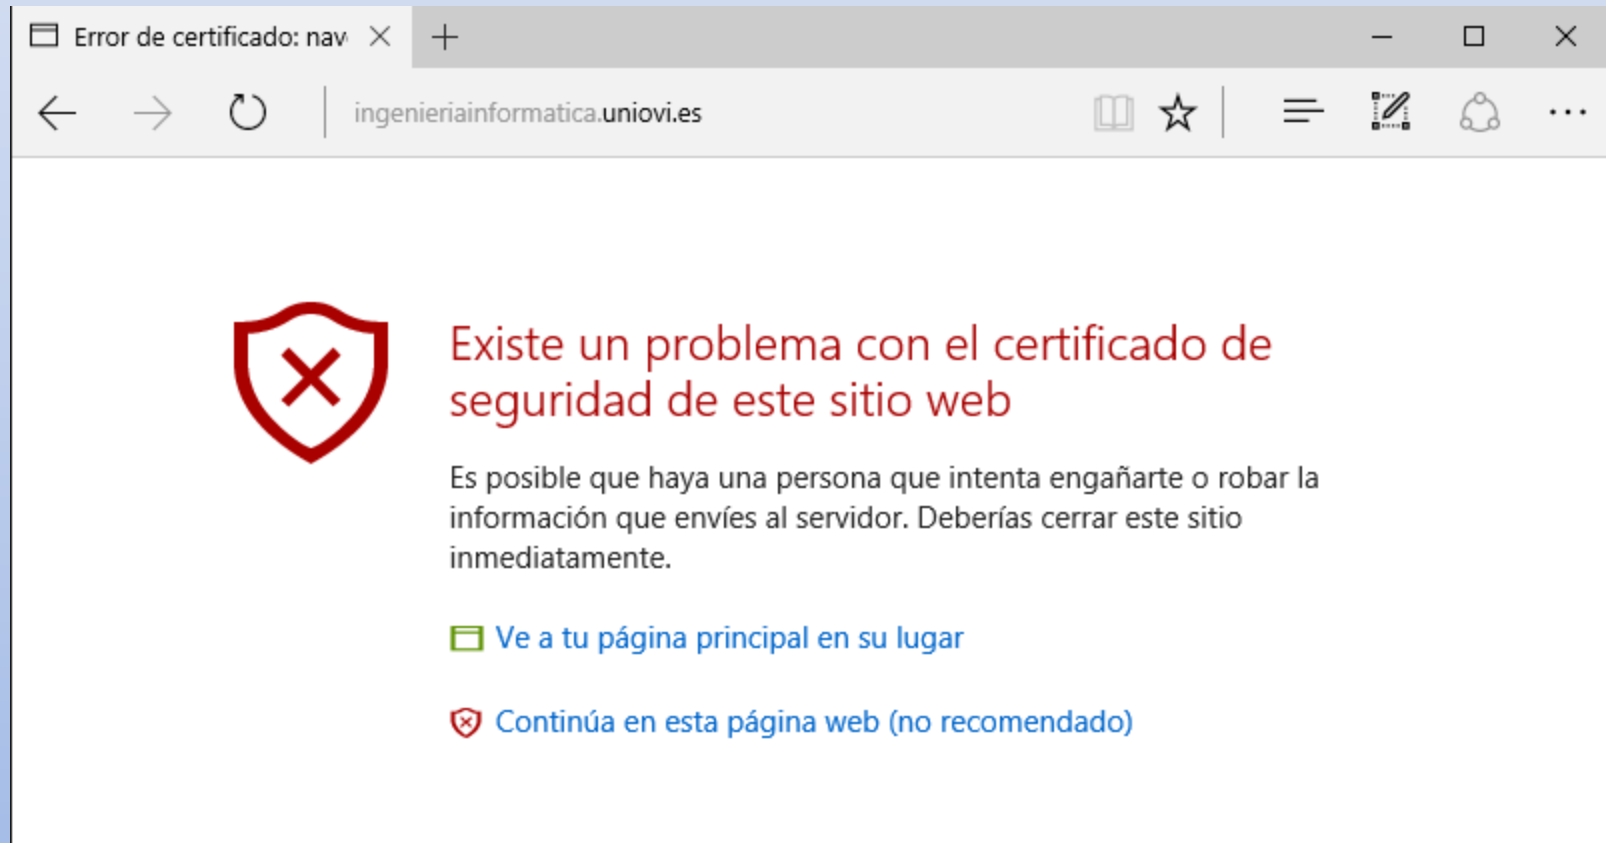 Error de certificado: nav
ingenieriainformatica.uniovi.es
Existe un problema con el certificado de
seguridad de este sitio web
Es posible que haya una persona que intenta engañarte o robar la
información que envíes al servidor. Deberías cerrar este sitio
inmediatamente.
Ve a tu página principal en su lugar
Continúa en esta página web (no recomendado)